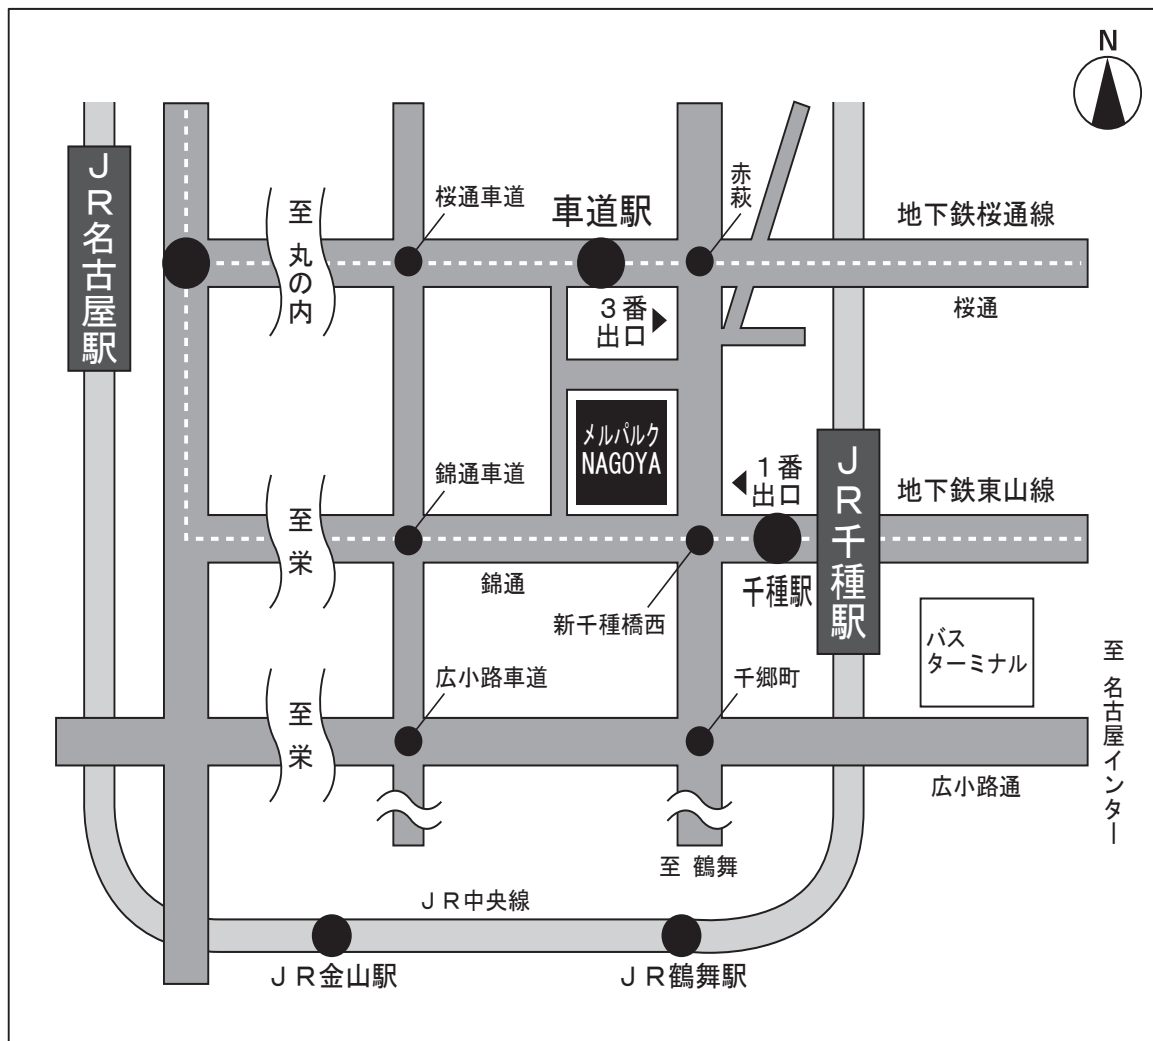 N
JR名古屋駅
至 丸の内
桜通車道
車道駅
赤萩
地下鉄桜通線
桜通
3番
出口
メルパルク
NAGOYA
1番
出口
JR千種駅
地下鉄東山線
錦通車道
至 栄
錦通
千種駅
新千種橋西
バス
ターミナル
至 名古屋インター
広小路車道
千郷町
至 栄
広小路通
至 鶴舞
JR中央線
JR金山駅
JR鶴舞駅